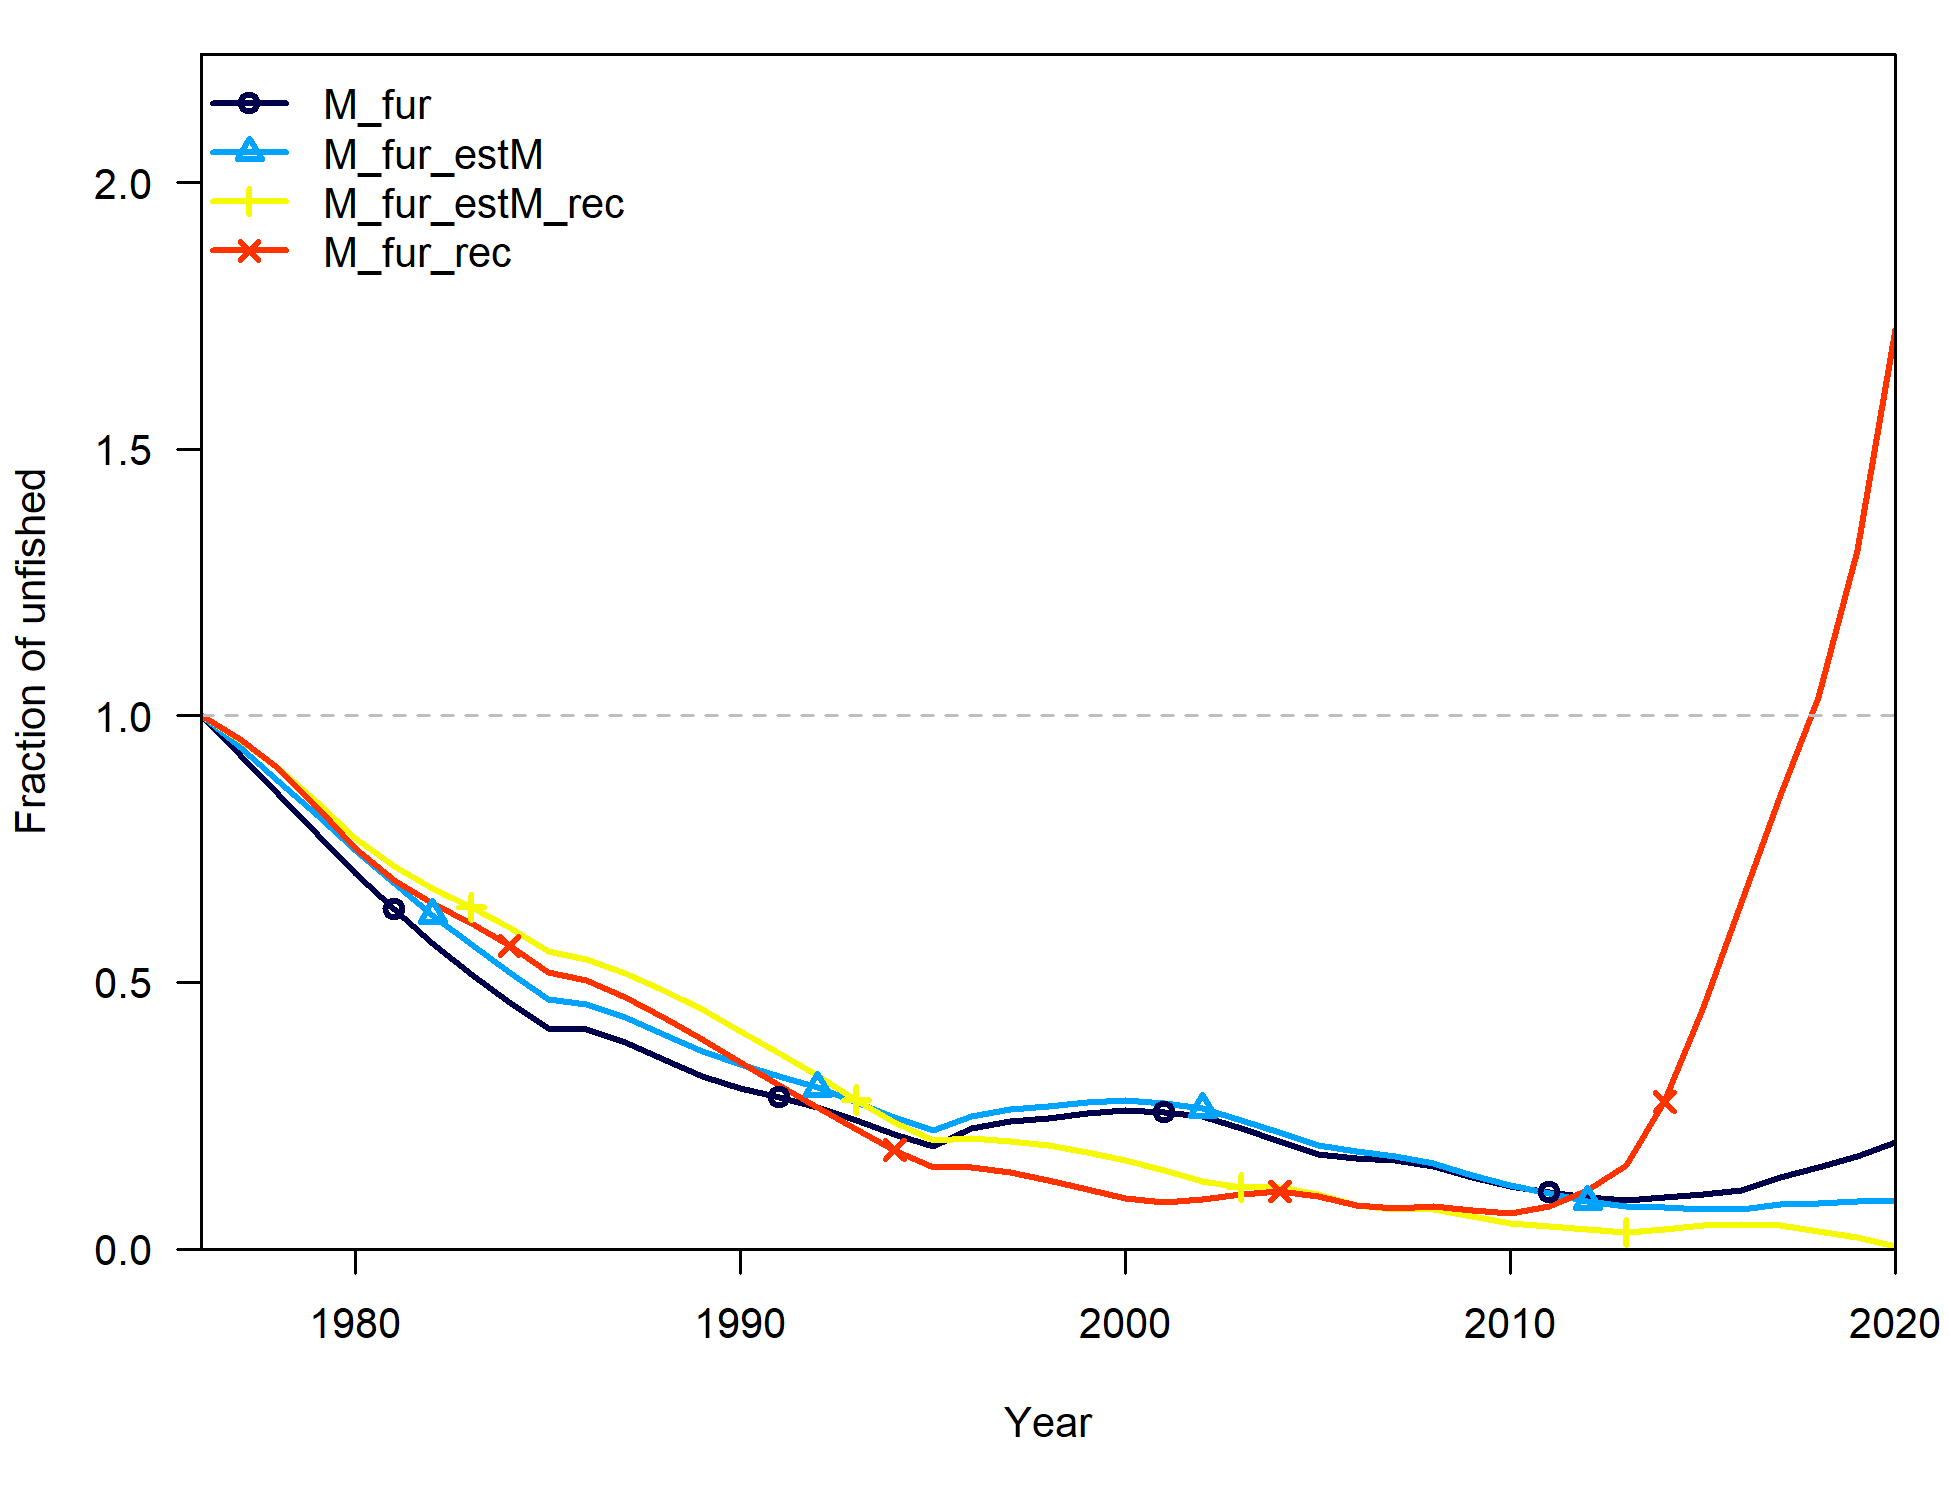 M_fur
M_fur_estM
M_fur_estM_rec
M_fur_rec
Fraction of unfished
2.0
1.5
1.0
0.5
0.0
1980 1990 2000 2010 2020
Year